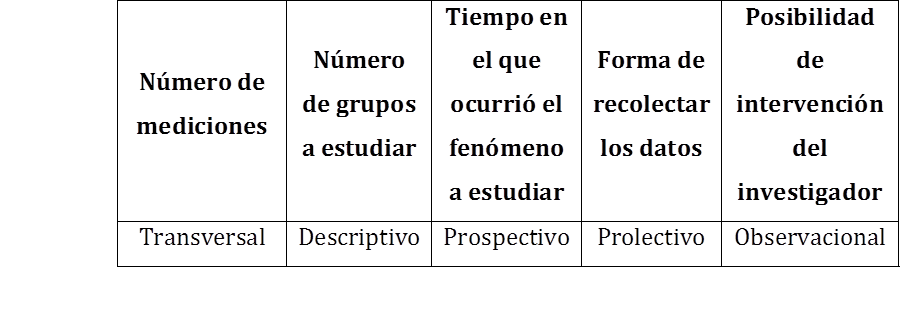 Número de
mediciones
Número
de grupos
a estudiar
Tiempo en
el que
ocurrió el
fenómeno
a estudiar
Forma de
recolectar
los datos
Posibilidad
de
intervención
del
investigador
Transversal
Descriptivo
Prospectivo
Prolectivo
Observacional